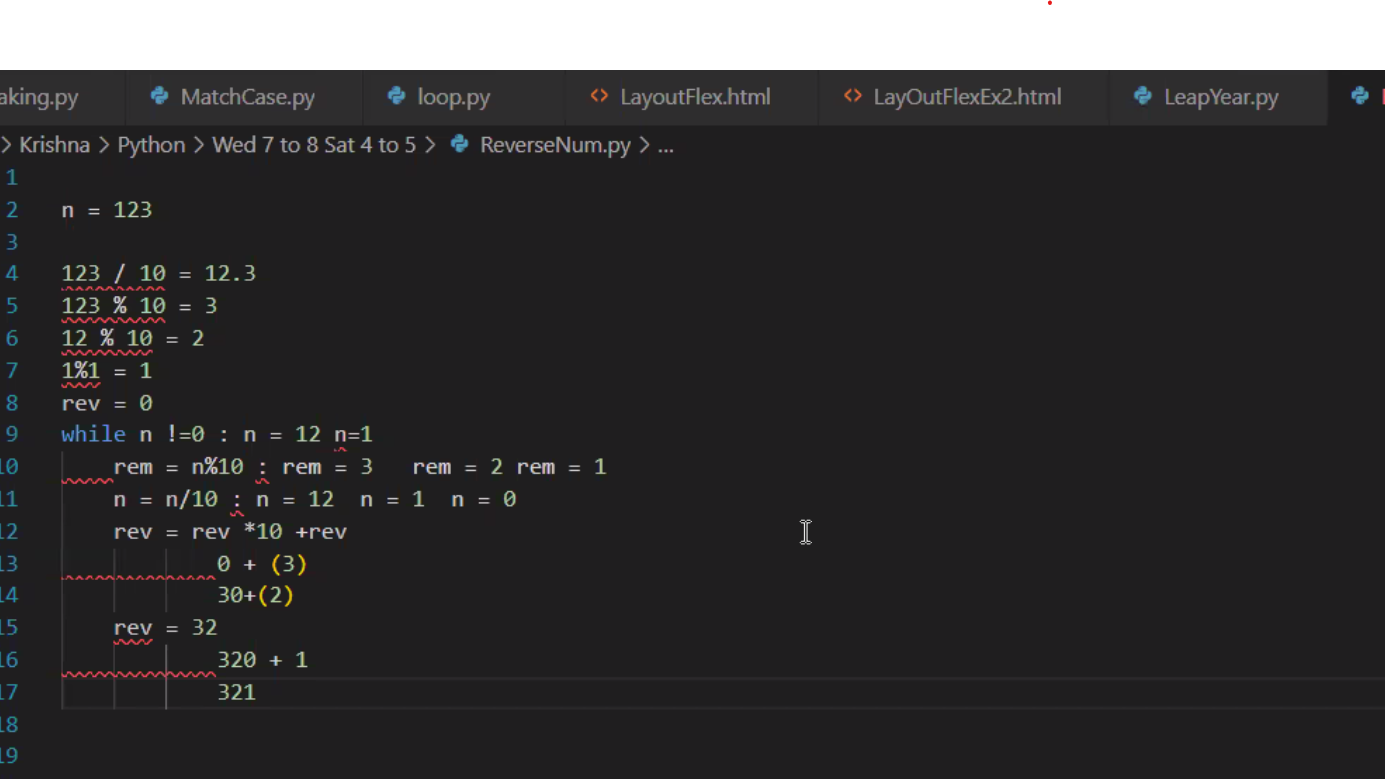 aking.py MatchCase.py loop.py <> LayoutFlex.html <> LayOutFlexEx2.html LeapYear.py
> Krishna > Python > Wed 7 to 8 Sat 4 to 5 > ReverseNum.py > ...
1
2 n = 123
3
4 123 / 10 = 12.3
5 123 % 10 = 3
6 12 % 10 = 2
7 1%1 = 1
8 rev = 0
9 while n !=0 : n = 12 n=1
10 rem = n%10 : rem = 3 rem = 2 rem = 1
11 n = n/10 : n = 12 n = 1 n = 0
12 rev = rev *10 +rev
13 0 + (3)
14 30+(2)
15 rev = 32
16 320 + 1
17 321
18
19